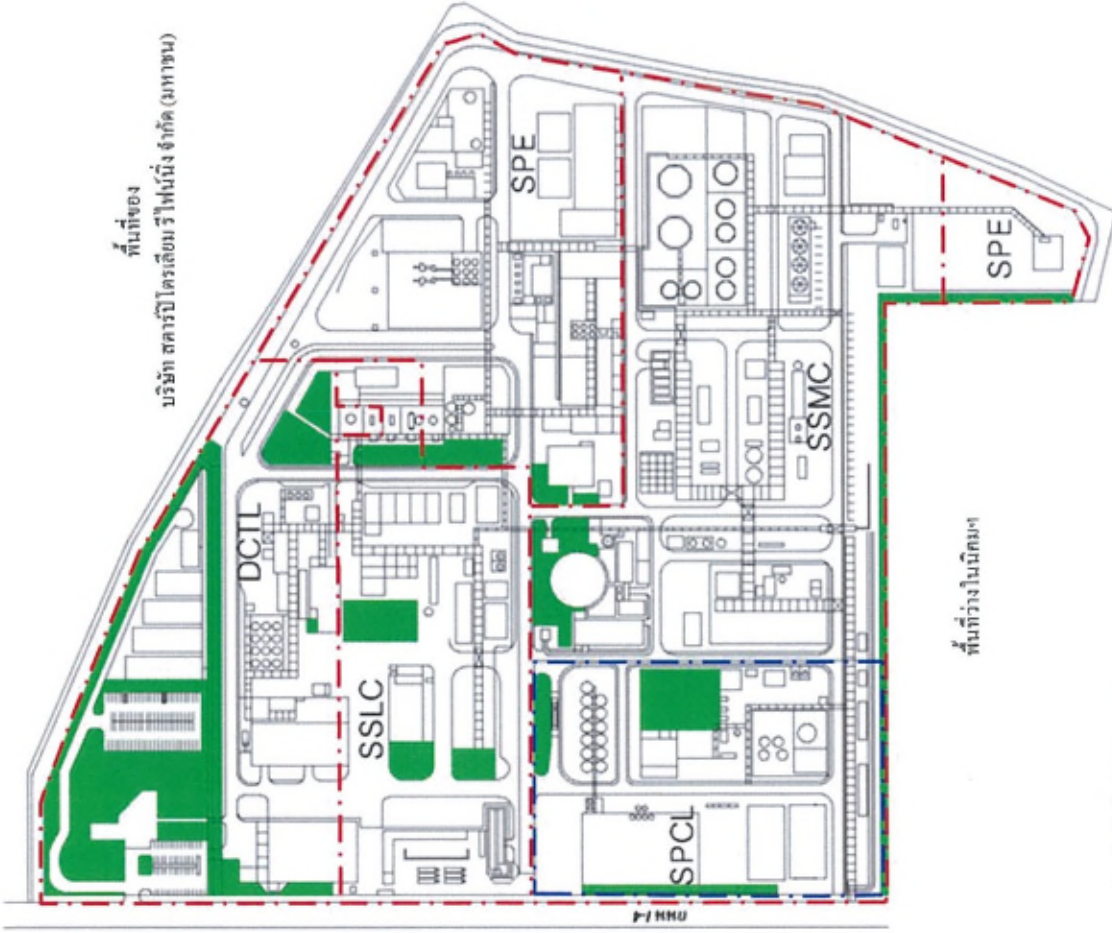 พื้นที่ของ
บริษัท สตาร์ปิโตรเลียม รีไฟน์นิ่ง จำกัด (มหาชน)
SPE
DCTL
SSLC
SPE
SSMC
SPCL
พื้นที่ว่างในนิคมฯ
ถนน I-4